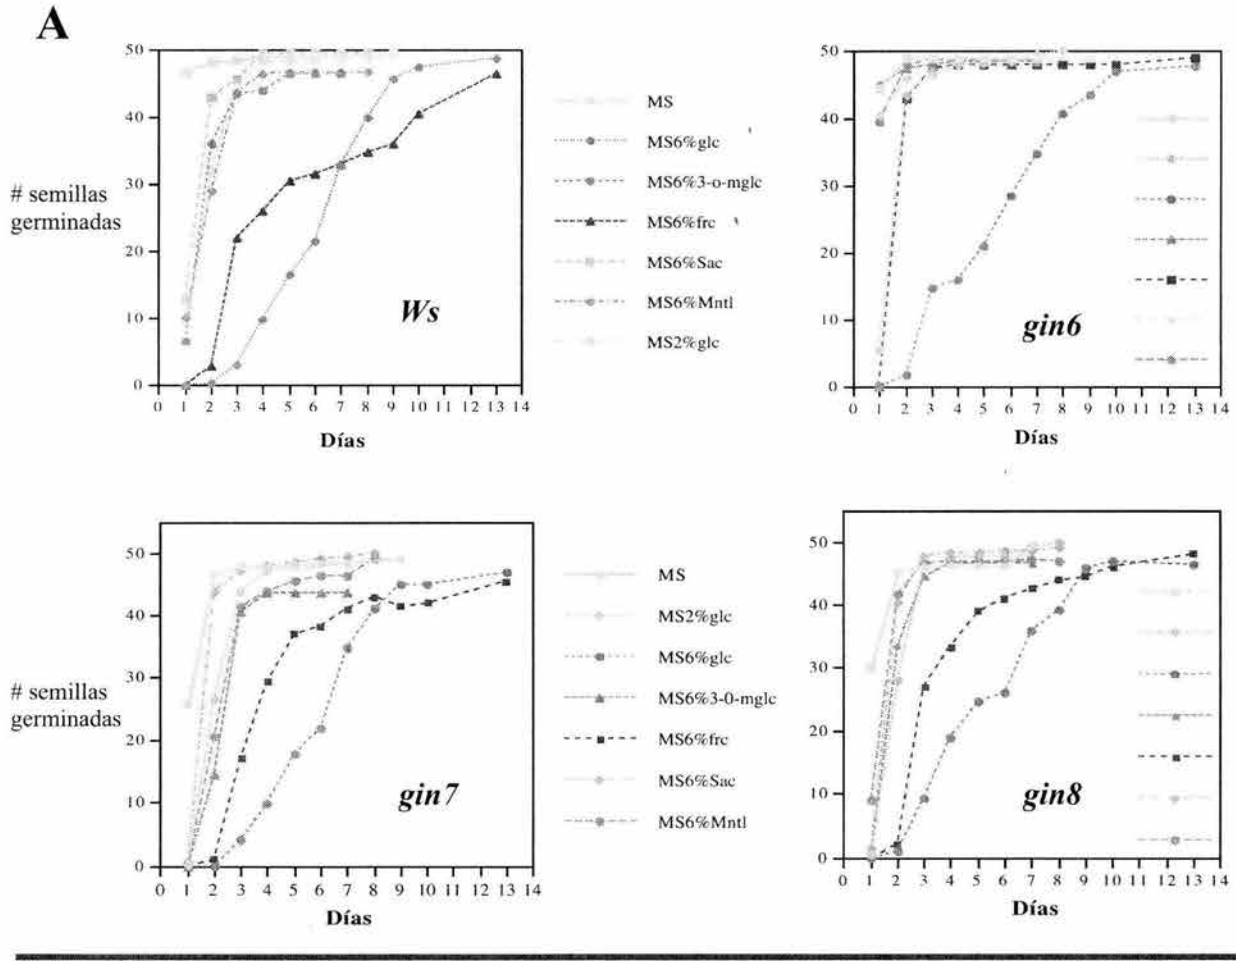 A
50
40
30
20
10
0
# semillas
germinadas
Ws
0 1 2 3 4 5 6 7 8 9 10 11 12 13 14
Días
MS
MS6%glc
MS6%3-o-mglc
MS6%frc
MS6%Sac
MS6%Mntl
MS2%glc
50
40
30
20
10
0
gin6
0 1 2 3 4 5 6 7 8 9 10 11 12 13 14
Días
50
40
30
20
10
0
# semillas
germinadas
gin7
0 1 2 3 4 5 6 7 8 9 10 11 12 13 14
Días
MS
MS2%glc
MS6%glc
MS6%3-0-mglc
MS6%frc
MS6%Sac
MS6%Mntl
50
40
30
20
10
0
gin8
0 1 2 3 4 5 6 7 8 9 10 11 12 13 14
Días